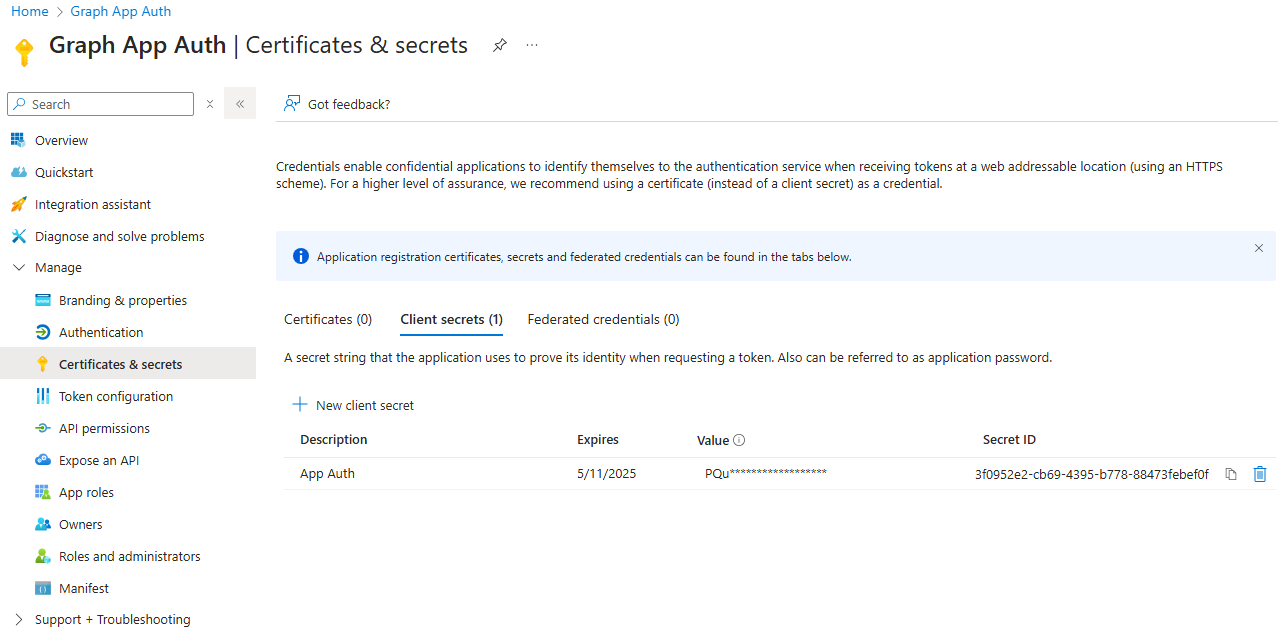 Home > Graph App Auth
Graph App Auth | Certificates & secrets
Search
Got feedback?
Overview
Quickstart
Integration assistant
Diagnose and solve problems
Manage
Branding & properties
Authentication
Certificates & secrets
Token configuration
API permissions
Expose an API
App roles
Owners
Roles and administrators
Manifest
Support + Troubleshooting
Credentials enable confidential applications to identify themselves to the authentication service when receiving tokens at a web addressable location (using an HTTPS
scheme). For a higher level of assurance, we recommend using a certificate (instead of a client secret) as a credential.
Application registration certificates, secrets and federated credentials can be found in the tabs below.
Certificates (0) Client secrets (1) Federated credentials (0)
A secret string that the application uses to prove its identity when requesting a token. Also can be referred to as application password.
New client secret
Description Expires Value Secret ID
App Auth 5/11/2025 PQu****************** 3f0952e2-cb69-4395-b778-88473febef0f